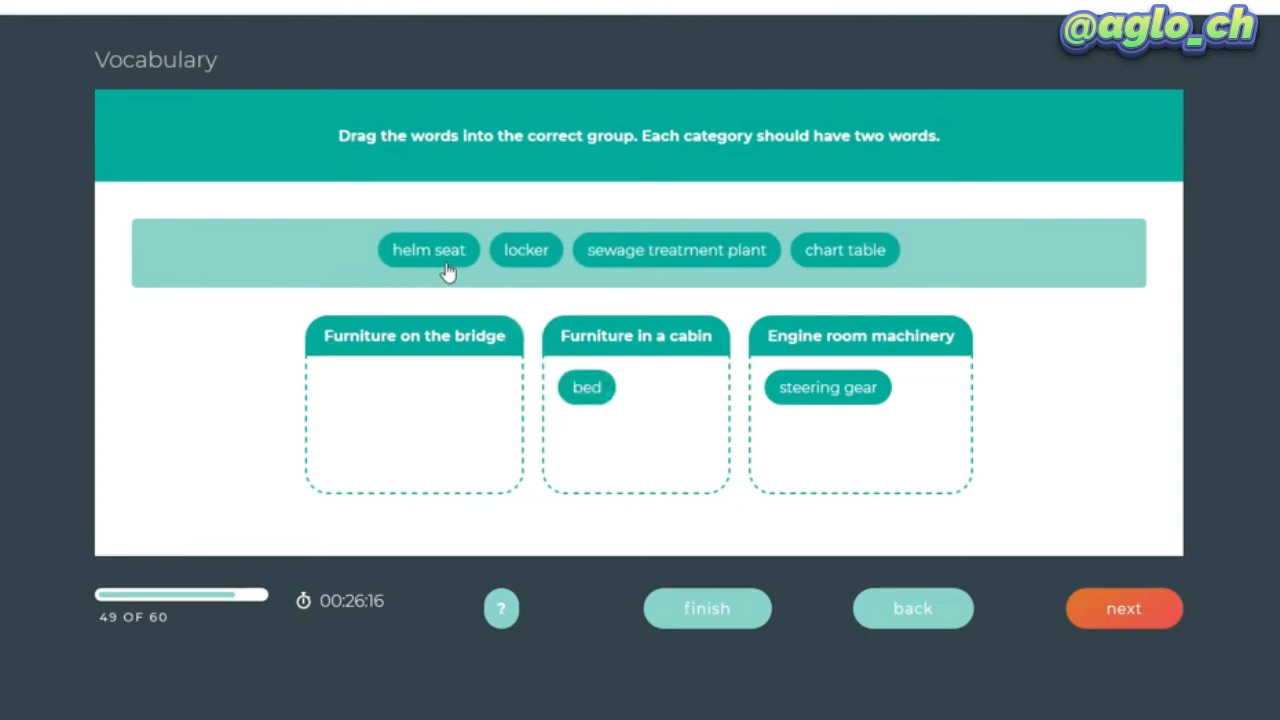 @aglo_ch
Vocabulary
Drag the words into the correct group. Each category should have two words.
helm seat locker sewage treatment plant chart table
Furniture on the bridge Furniture in a cabin Engine room machinery
bed steering gear
49 OF 60 00:26:16 ? finish back next